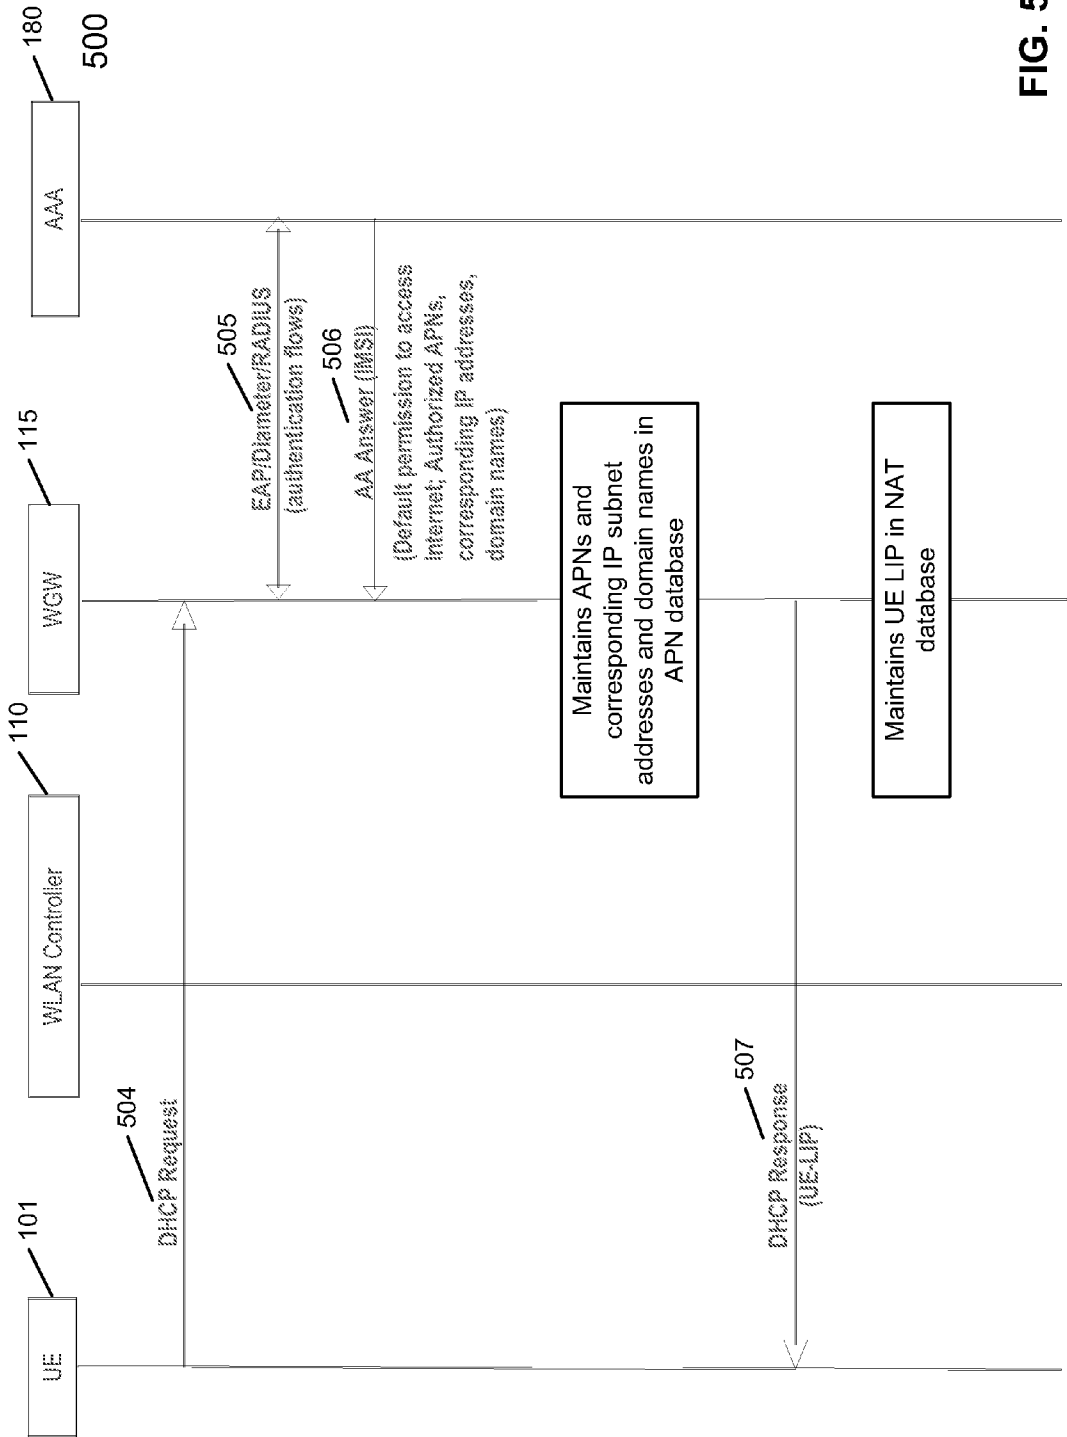 500
UE
101
WLAN Controller
110
WGW
115
AAA
180
504
DHCP Request
505
EAP/Diameter/RADIUS
(authentication flows)
506
AA Answer (IMSI)
(Default permission to access
Internet; Authorized APNs,
corresponding IP addresses,
domain names)
Maintains APNs and
corresponding IP subnet
addresses and domain names in
APN database
507
DHCP Response
(UE-LIP)
Maintains UE LIP in NAT
database
FIG. 5